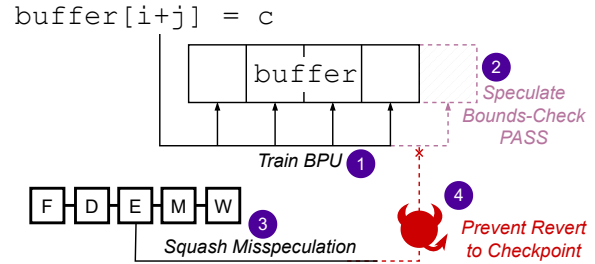 buffer[i+j] = c
buffer
2
Speculate
Bounds-Check
PASS
Train BPU 1
F D E M W
3
Squash Misspeculation
4
Prevent Revert
to Checkpoint